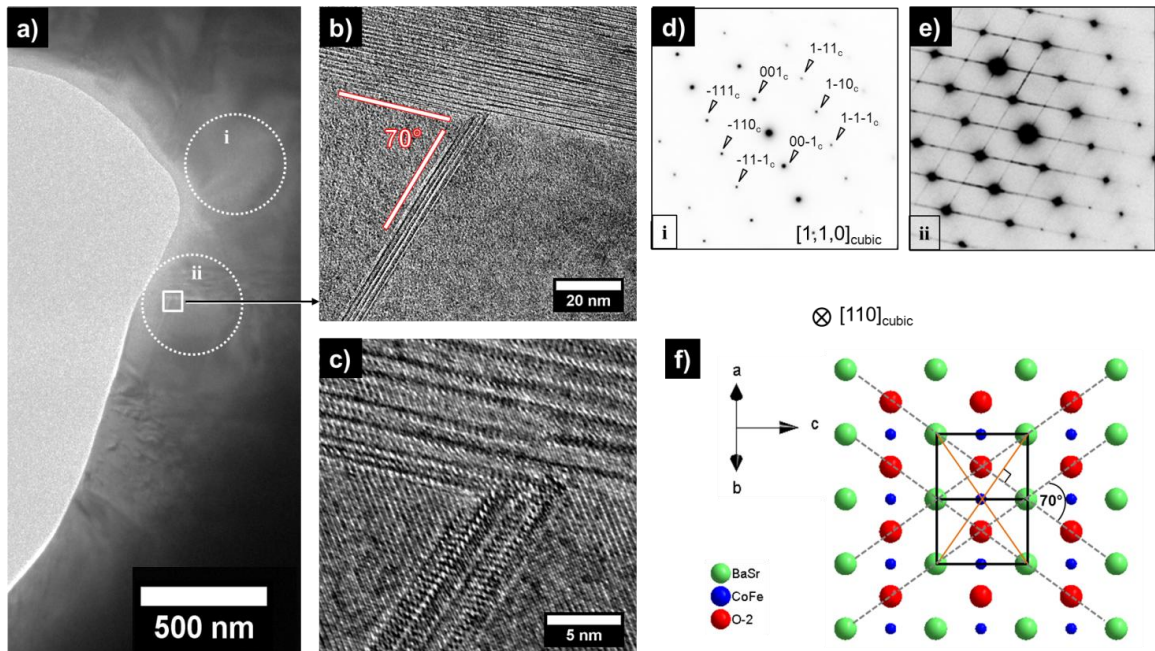 a)
i
ii
500 nm
b)
70°
20 nm
c)
5 nm
d)
1-11c
001c
-111c
1-10c
-110c
1-1-1c
00-1c
-11-1c
i
[1,1,0]cubic
e)
ii
[110]cubic
f)
a
c
b
70°
BaSr
CoFe
O-2